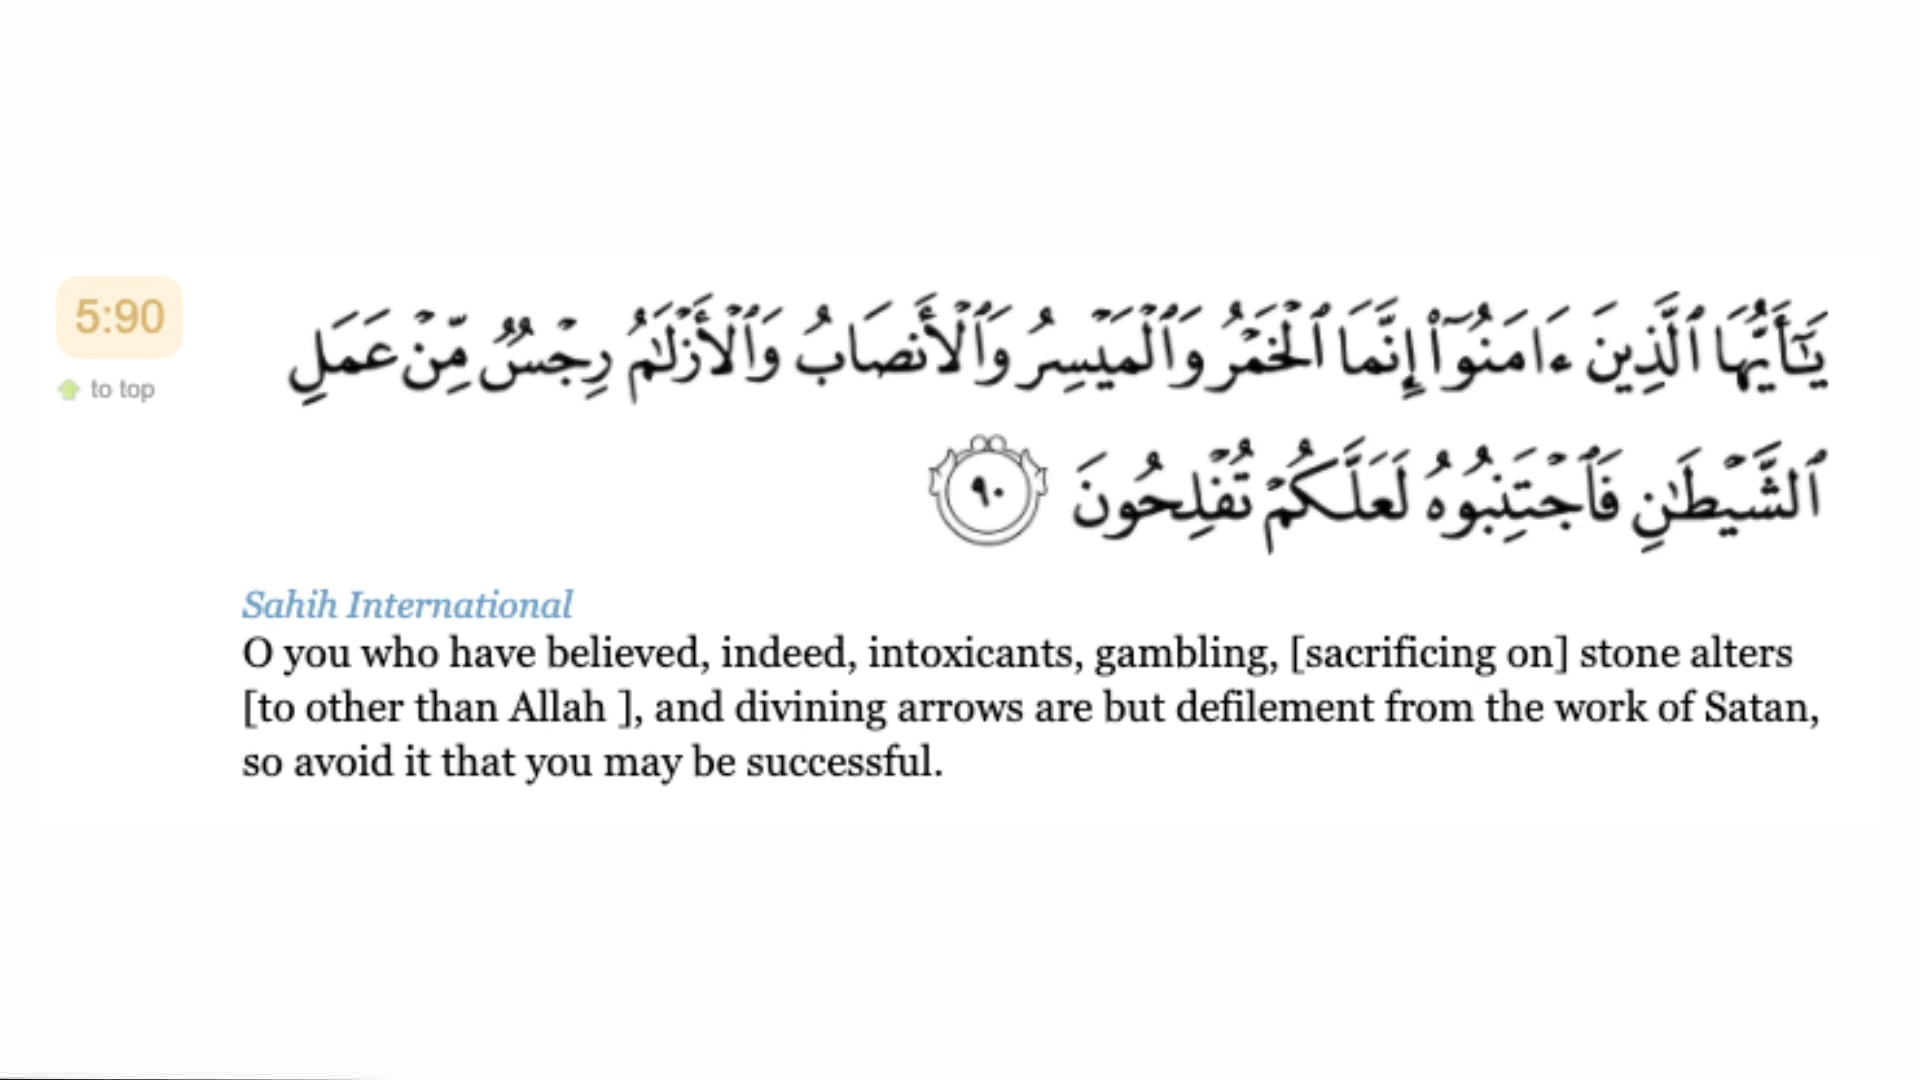 5:90
to top
يَـٰٓأَيُّهَا ٱلَّذِينَ ءَامَنُوٓا۟ إِنَّمَا ٱلْخَمْرُ وَٱلْمَيْسِرُ وَٱلْأَنصَابُ وَٱلْأَزْلَـٰمُ رِجْسٌ مِّنْ عَمَلِ
ٱلشَّيْطَـٰنِ فَٱجْتَنِبُوهُ لَعَلَّكُمْ تُفْلِحُونَ ٩٠
Sahih International
O you who have believed, indeed, intoxicants, gambling, [sacrificing on] stone alters
[to other than Allah ], and divining arrows are but defilement from the work of Satan,
so avoid it that you may be successful.